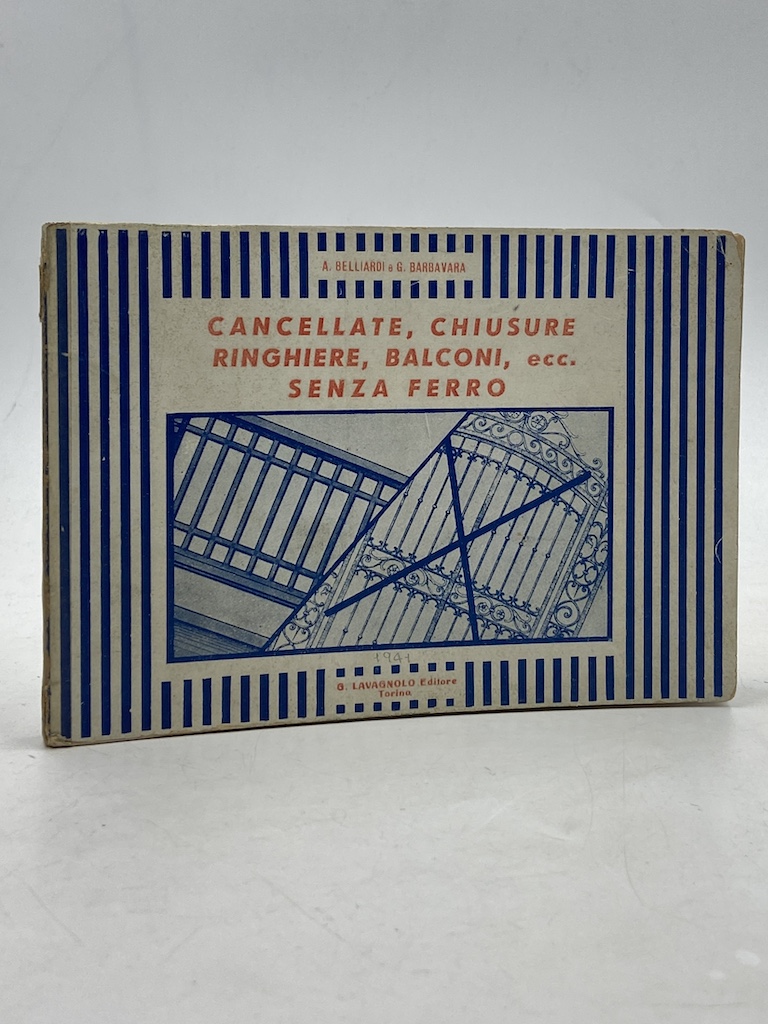 A. BELLIARDI e G. BARBAVARA
CANCELLATE, CHIUSURE
RINGHIERE, BALCONI, ecc.
SENZA FERRO
1941
G. LAVAGNOLO Editore
Torino